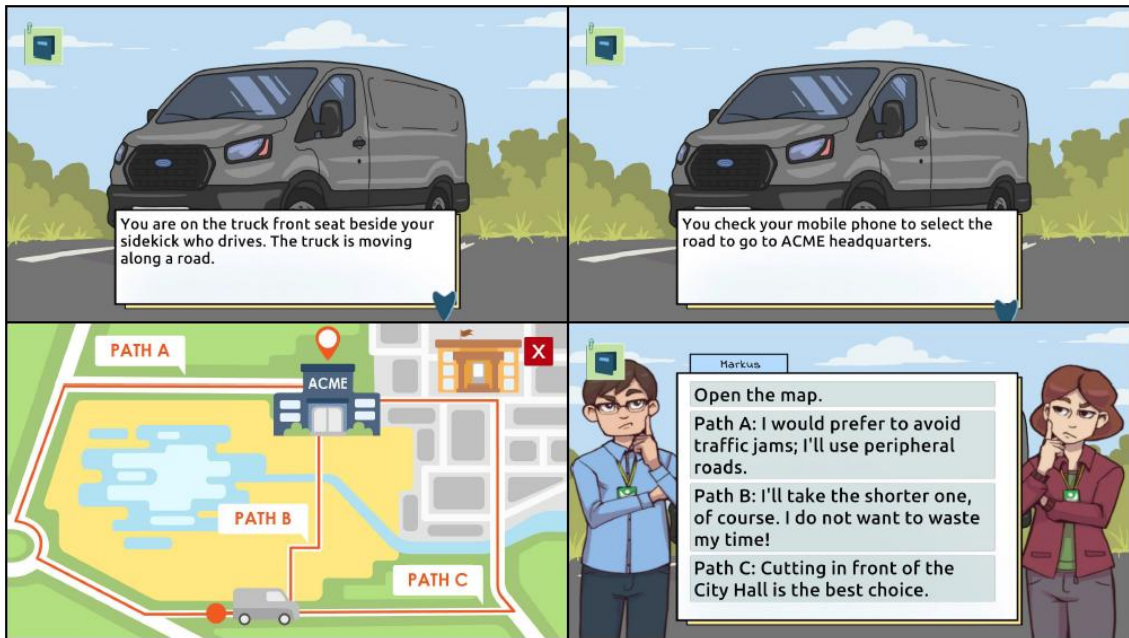 You are on the truck front seat beside your
sidekick who drives. The truck is moving
along a road.
You check your mobile phone to select the
road to go to ACME headquarters.
PATH A
ACME
X
PATH B
PATH C
Markus
Open the map.
Path A: I would prefer to avoid
traffic jams; I'll use peripheral
roads.
Path B: I'll take the shorter one,
of course. I do not want to waste
my time!
Path C: Cutting in front of the
City Hall is the best choice.